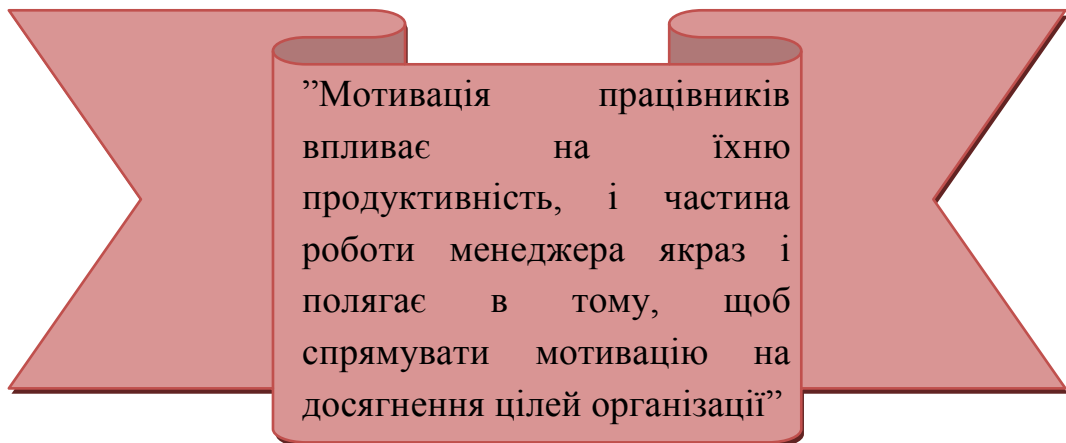 ”Мотивація працівників
впливає на їхню
продуктивність, і частина
роботи менеджера якраз і
полягає в тому, щоб
спрямувати мотивацію на
досягнення цілей організації”